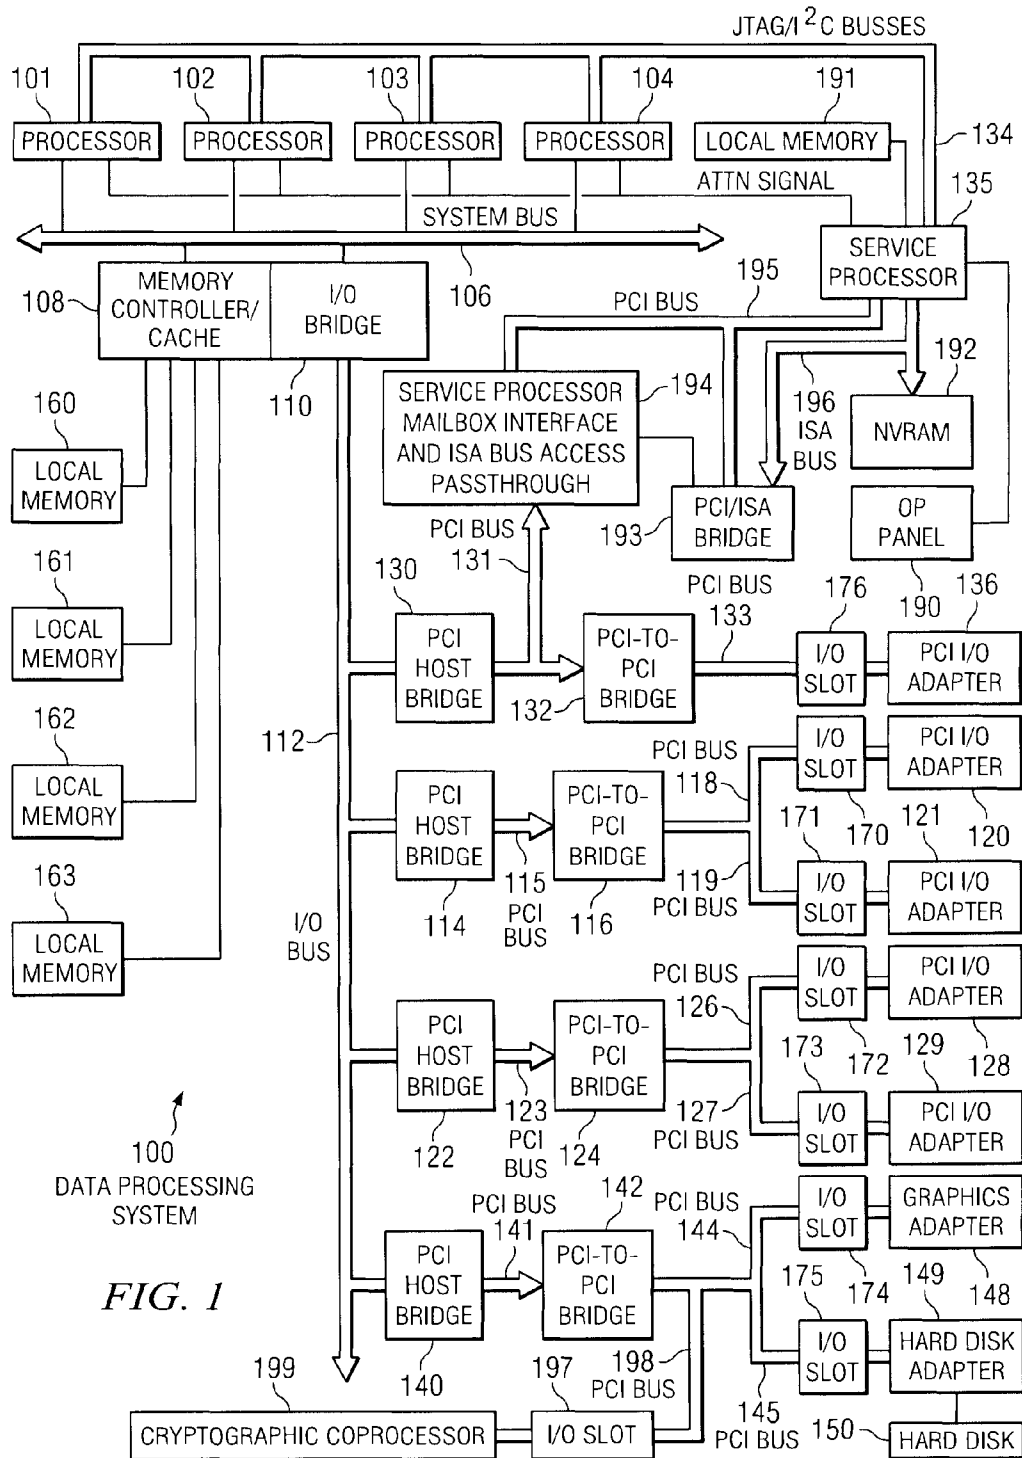 JTAG/I²C BUSSES
101
102
103
104
191
PROCESSOR
PROCESSOR
PROCESSOR
PROCESSOR
LOCAL MEMORY
134
ATTN SIGNAL
135
SYSTEM BUS
SERVICE
PROCESSOR
108
MEMORY
CONTROLLER/
CACHE
I/O
BRIDGE
106
195
PCI BUS
110
194
SERVICE PROCESSOR
MAILBOX INTERFACE
AND ISA BUS ACCESS
PASSTHROUGH
196
ISA
BUS
192
NVRAM
160
LOCAL
MEMORY
PCI BUS
131
193
PCI/ISA
BRIDGE
OP
PANEL
190
161
LOCAL
MEMORY
130
PCI
HOST
BRIDGE
132
PCI-TO-
PCI
BRIDGE
PCI BUS
133
176
I/O
SLOT
136
PCI I/O
ADAPTER
162
LOCAL
MEMORY
112
PCI
HOST
BRIDGE
114
115
PCI
BUS
PCI-TO-
PCI
BRIDGE
116
PCI BUS
118
I/O
SLOT
170
PCI I/O
ADAPTER
120
119
PCI BUS
171
I/O
SLOT
121
PCI I/O
ADAPTER
163
LOCAL
MEMORY
I/O
BUS
PCI
HOST
BRIDGE
122
123
PCI
BUS
PCI-TO-
PCI
BRIDGE
124
PCI BUS
126
I/O
SLOT
172
PCI I/O
ADAPTER
128
127
PCI BUS
173
I/O
SLOT
129
PCI I/O
ADAPTER
100
DATA PROCESSING
SYSTEM
FIG. 1
PCI
HOST
BRIDGE
140
PCI BUS
141
142
PCI-TO-
PCI
BRIDGE
PCI BUS
144
I/O
SLOT
174
GRAPHICS
ADAPTER
148
175
I/O
SLOT
149
HARD DISK
ADAPTER
198
PCI BUS
145
PCI BUS
199
CRYPTOGRAPHIC COPROCESSOR
197
I/O SLOT
150
HARD DISK